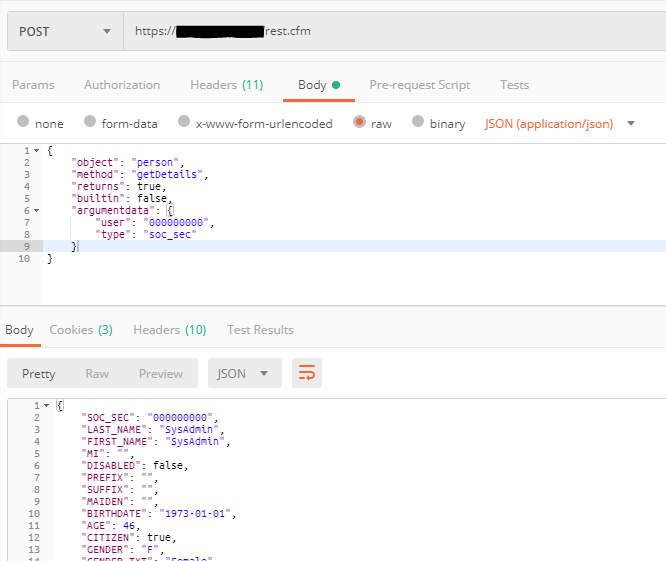 POST https:// rest.cfm
Params Authorization Headers (11) Body Pre-request Script Tests
none form-data x-www-form-urlencoded raw binary JSON (application/json)
1 {
2 "object": "person",
3 "method": "getDetails",
4 "returns": true,
5 "builtin": false,
6 "argumentdata": {
7 "user": "000000000",
8 "type": "soc_sec"
9 }
10 }
Body Cookies (3) Headers (10) Test Results
Pretty Raw Preview JSON
1 {
2 "SOC_SEC": "000000000",
3 "LAST_NAME": "SysAdmin",
4 "FIRST_NAME": "SysAdmin",
5 "MI": "",
6 "DISABLED": false,
7 "PREFIX": "",
8 "SUFFIX": "",
9 "MAIDEN": "",
10 "BIRTHDATE": "1973-01-01",
11 "AGE": 46,
12 "CITIZEN": true,
13 "GENDER": "F",
14 "GENDER_TXT": "Female"